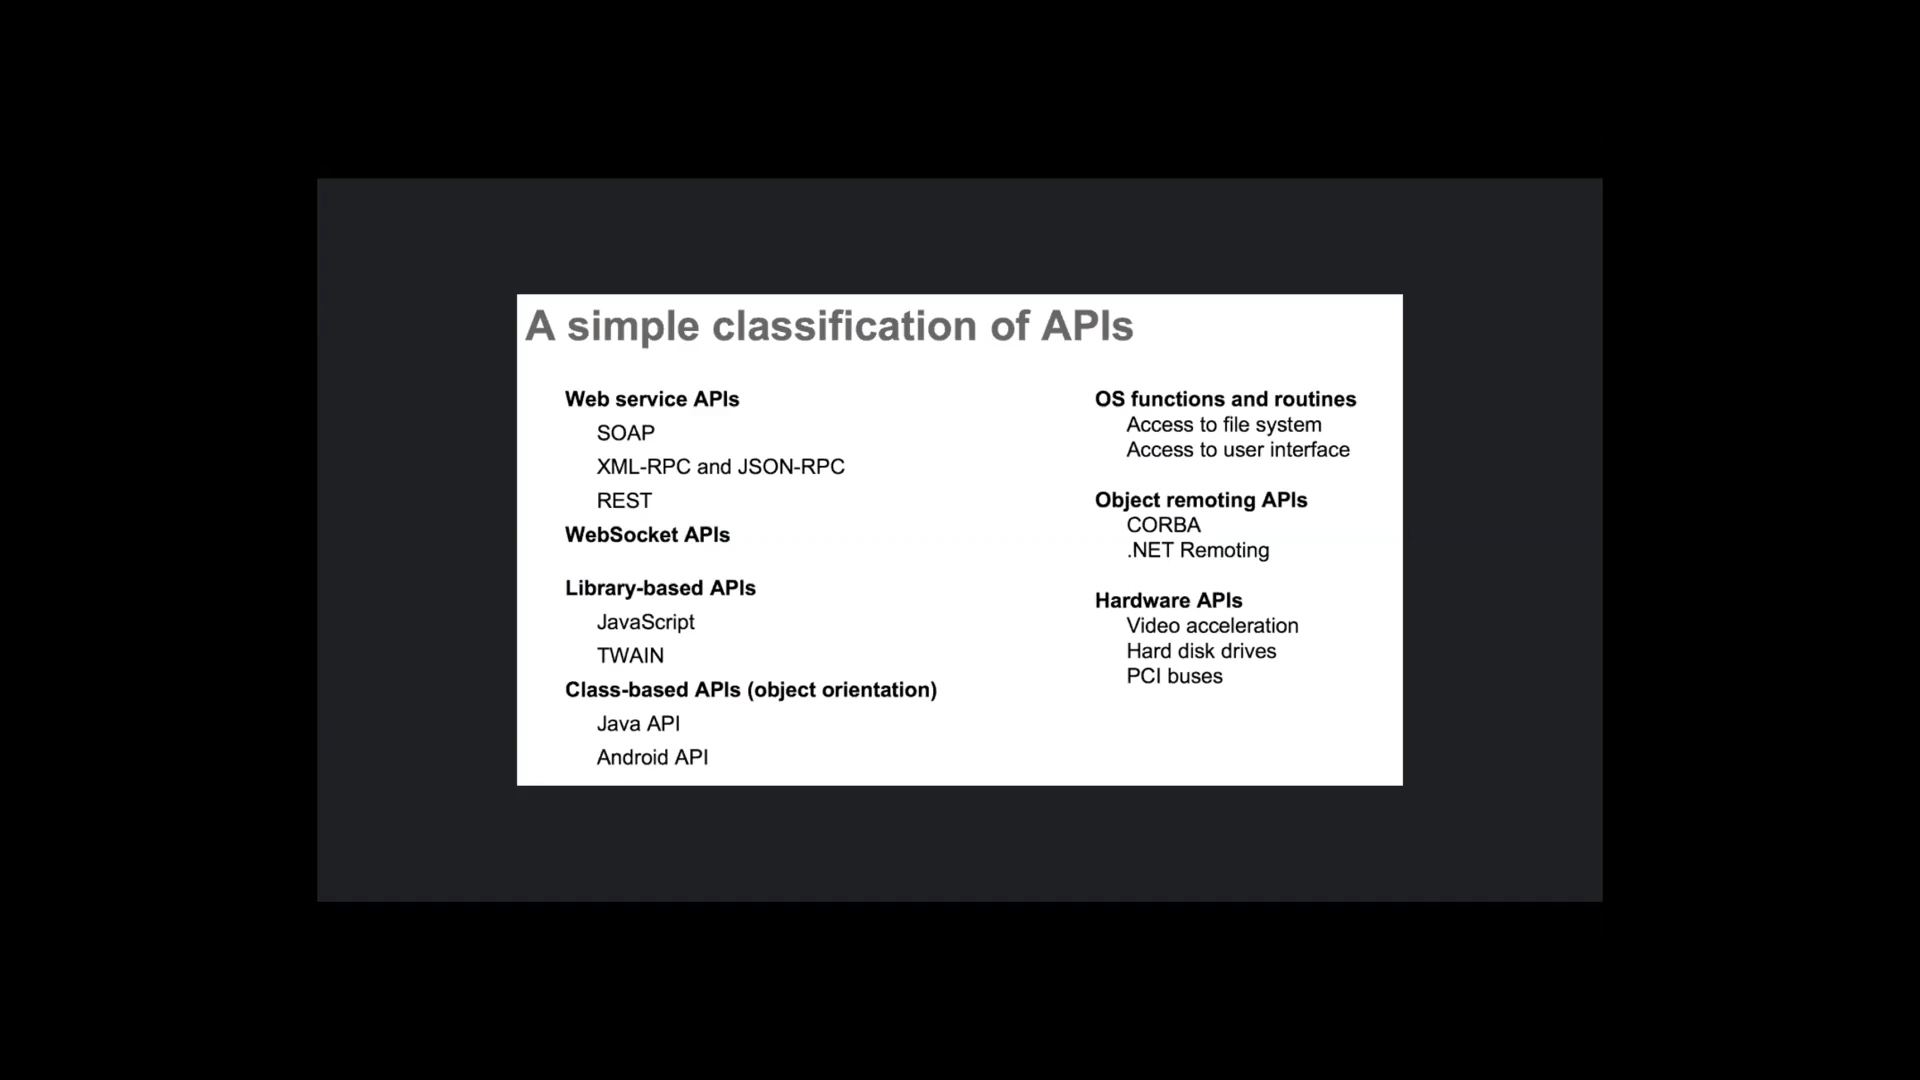 A simple classification of APIs
Web service APIs
SOAP
XML-RPC and JSON-RPC
REST
WebSocket APIs
Library-based APIs
JavaScript
TWAIN
Class-based APIs (object orientation)
Java API
Android API
OS functions and routines
Access to file system
Access to user interface
Object remoting APIs
CORBA
.NET Remoting
Hardware APIs
Video acceleration
Hard disk drives
PCI buses